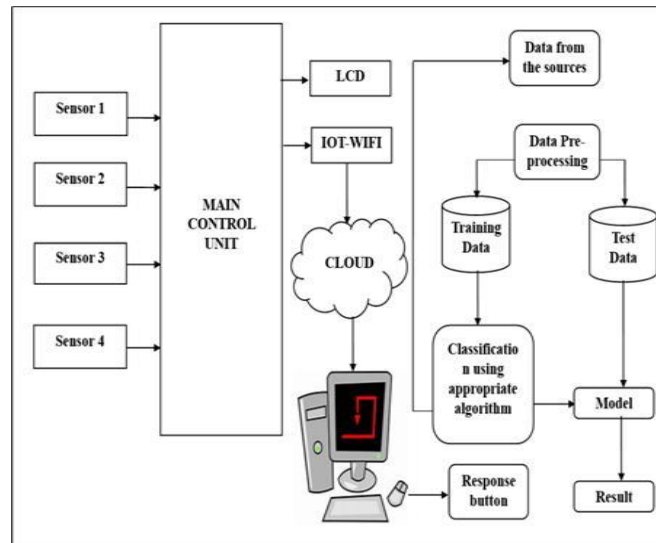 Sensor 1
Sensor 2
Sensor 3
Sensor 4
MAIN
CONTROL
UNIT
LCD
IOT-WIFI
CLOUD
Data from
the sources
Data Pre-
processing
Training
Data
Test
Data
Classificatio
n using
appropriate
algorithm
Model
Response
button
Result